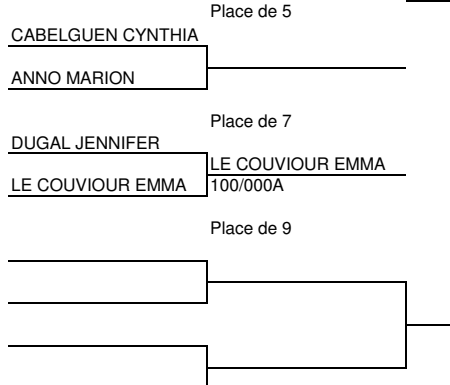 Place de 5
CABELGUEN CYNTHIA
ANNO MARION
Place de 7
DUGAL JENNIFER
LE COUVIOUR EMMA
LE COUVIOUR EMMA
100/000A
Place de 9